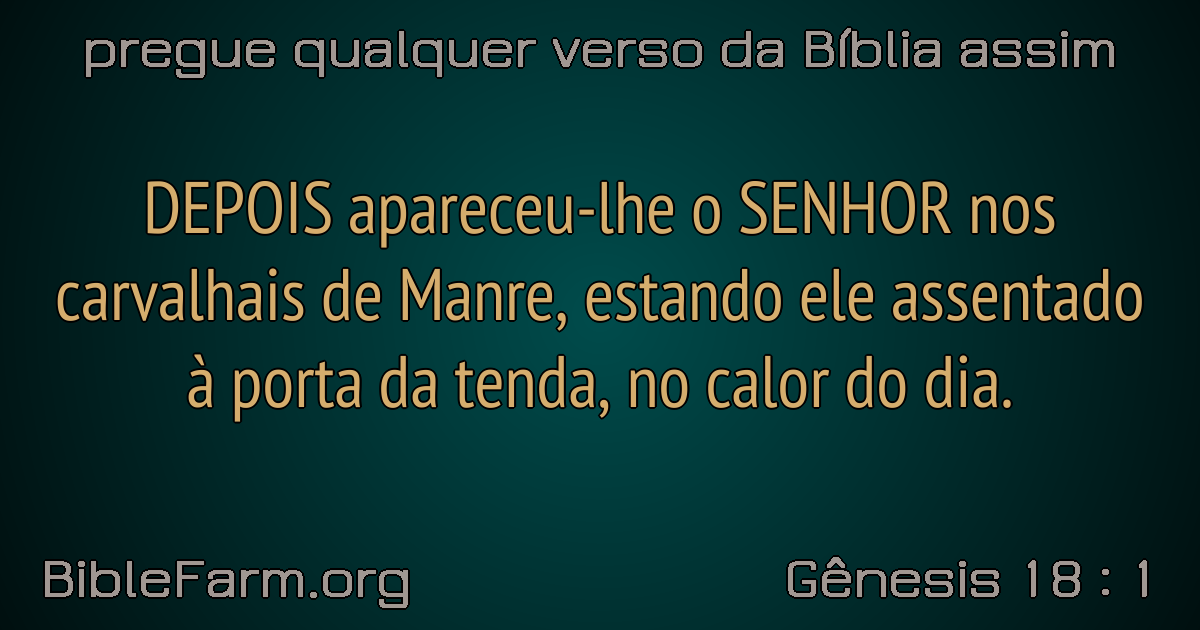 pregue qualquer verso da Bíblia assim
DEPOIS apareceu-lhe o SENHOR nos
carvalhais de Manre, estando ele assentado
à porta da tenda, no calor do dia.
BibleFarm.org
Gênesis 18 : 1